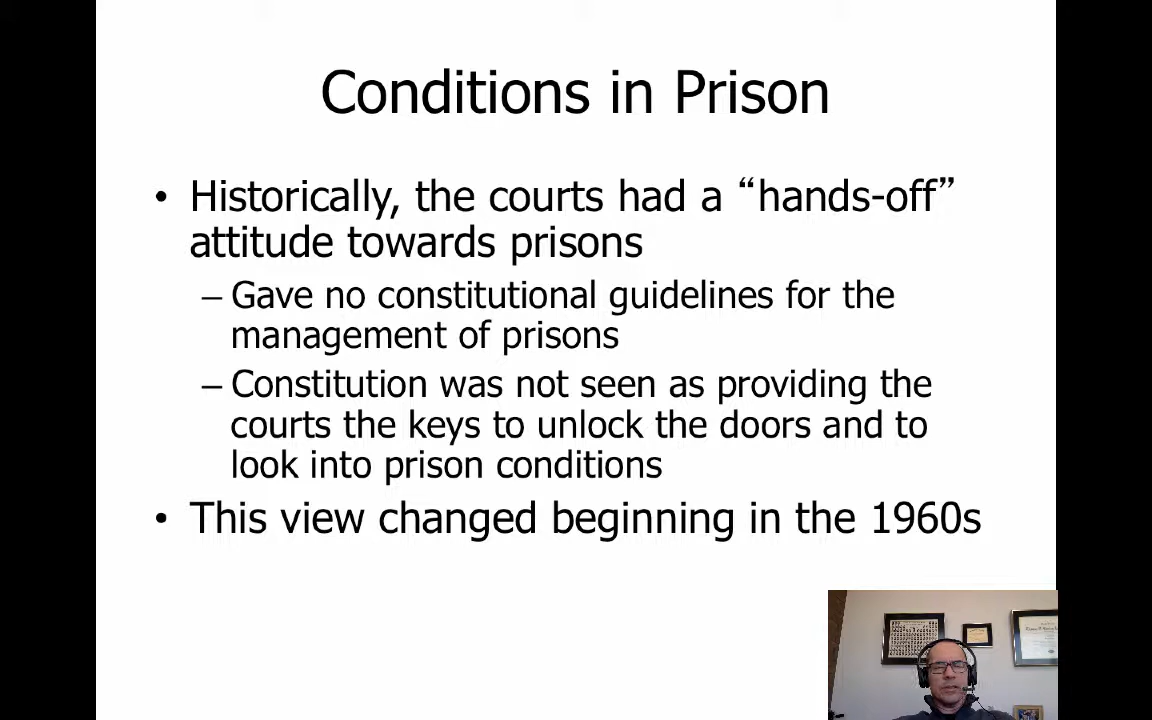 Conditions in Prison
• Historically, the courts had a “hands-off”
attitude towards prisons
– Gave no constitutional guidelines for the
management of prisons
– Constitution was not seen as providing the
courts the keys to unlock the doors and to
look into prison conditions
• This view changed beginning in the 1960s